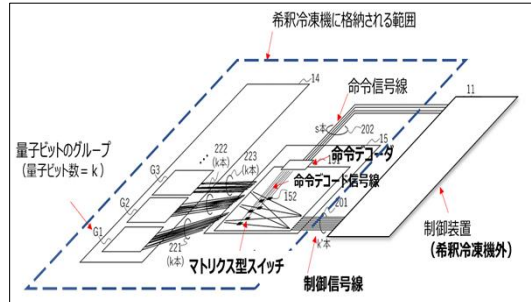 希釈冷凍機に格納される範囲
14
11
命令信号線
s本
202
15
量子ビットのグループ
(量子ビット数= k )
222
(k本)
223
(k本)
G3
命令デコーダ
命令デコード信号線
152
201
G2
G1
制御装置
(希釈冷凍機外)
221
(k本)
マトリクス型スイッチ
k'本
制御信号線